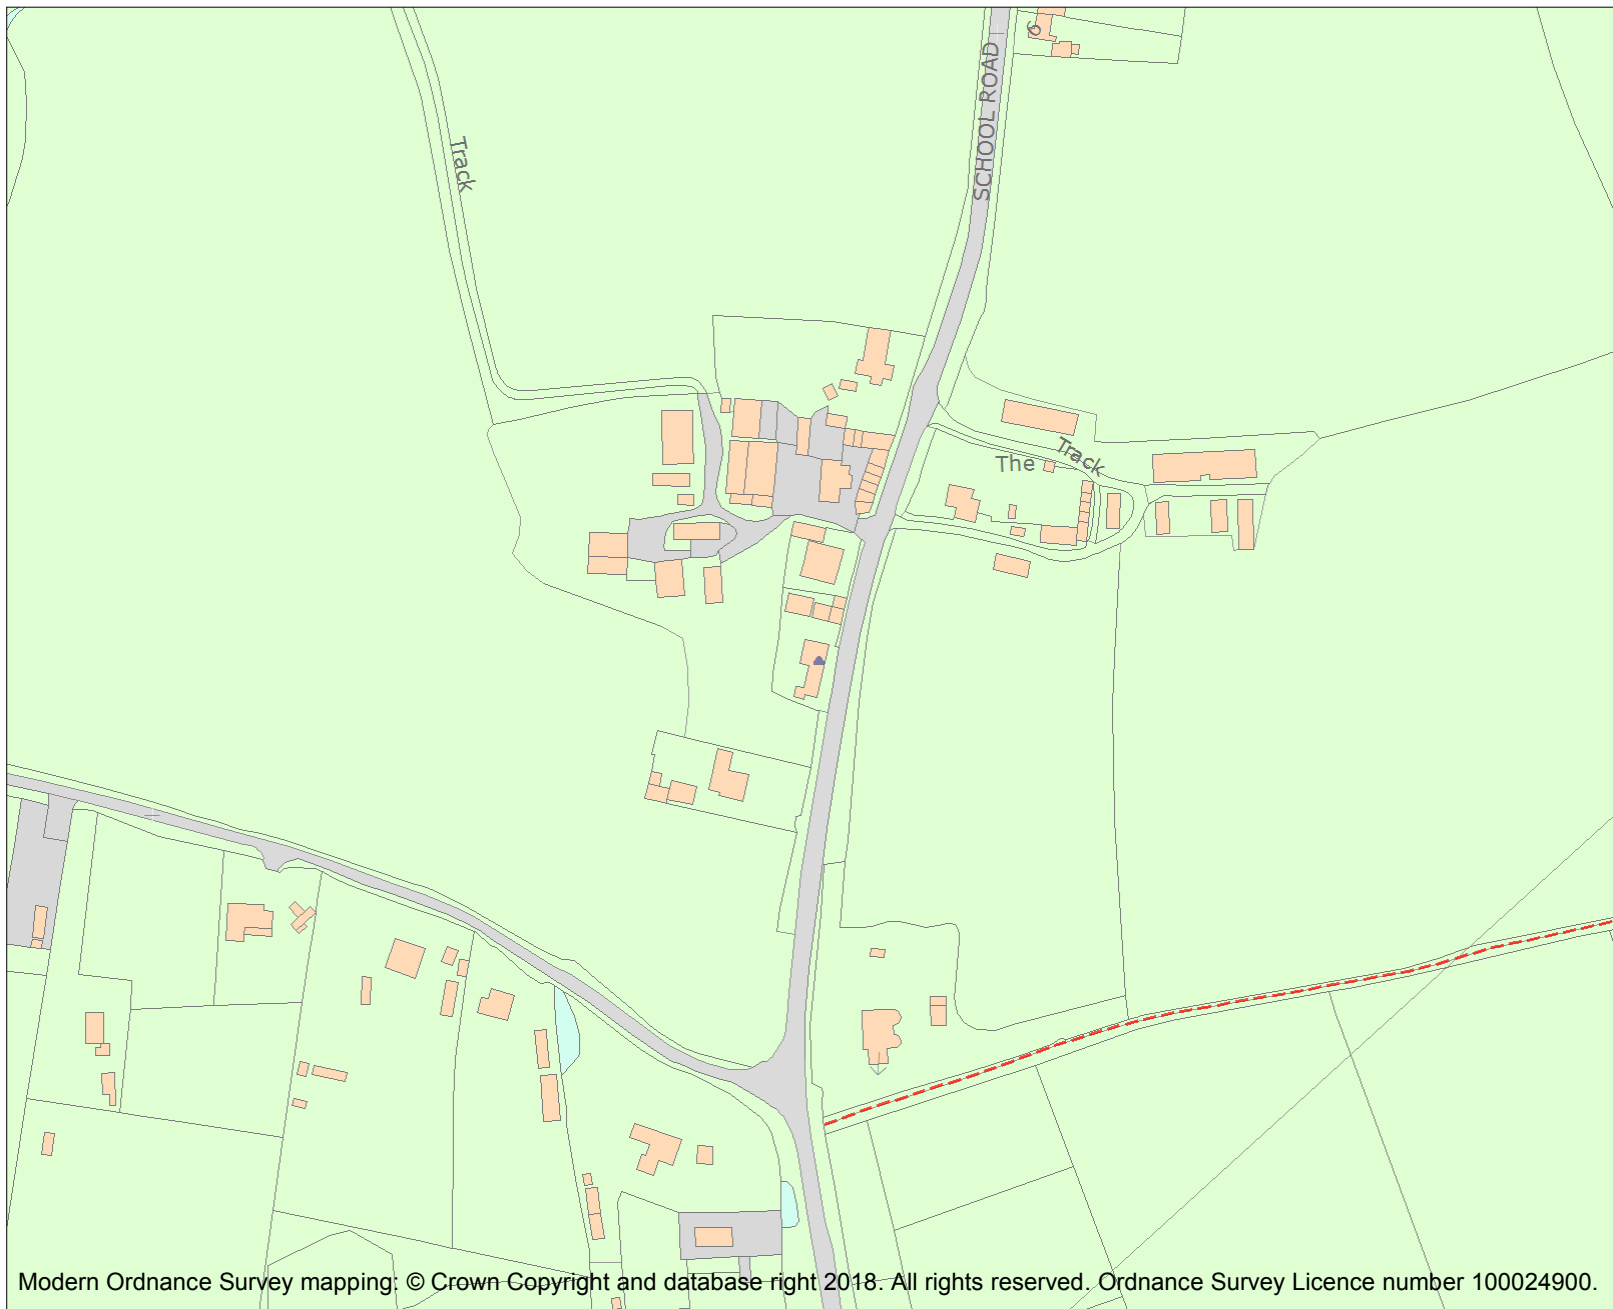 6
SCHOOL ROAD
Track
Track
The
Modern Ordnance Survey mapping: © Crown Copyright and database right 2018. All rights reserved. Ordnance Survey Licence number 100024900.